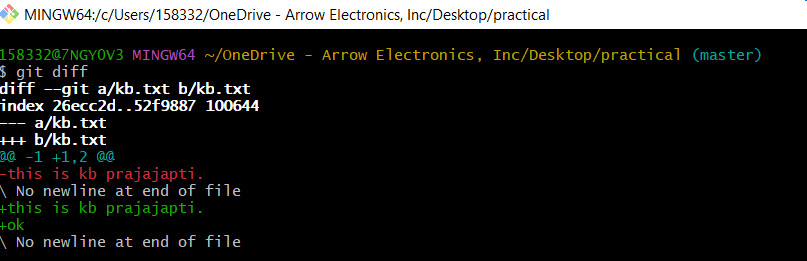 MINGW64:/c/Users/158332/OneDrive - Arrow Electronics, Inc/Desktop/practical
158332@7NGYOV3 MINGW64 ~/OneDrive - Arrow Electronics, Inc/Desktop/practical (master)
$ git diff
diff --git a/kb.txt b/kb.txt
index 26ecc2d..52f9887 100644
--- a/kb.txt
+++ b/kb.txt
@@ -1 +1,2 @@
-this is kb prajajapti.
\ No newline at end of file
+this is kb prajajapti.
+ok
\ No newline at end of file